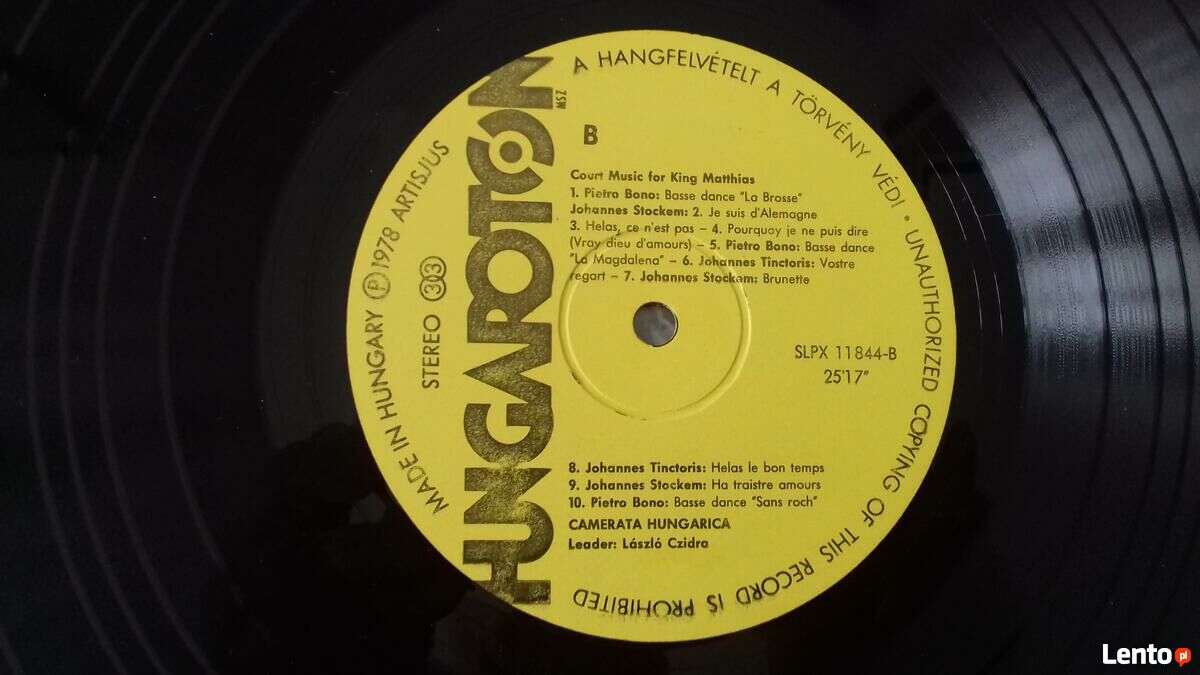 A HANGFELVÉTELT A TÖRVÉNY VÉDI • UNAUTHORIZED COPYING OF THIS RECORD IS PROHIBITED
MADE IN HUNGARY Ⓟ 1978 ARTISJUS
STEREO 33
HUNGAROTON
MSZ
B
Court Music for King Matthias
1. Pietro Bono: Basse dance "La Brosse"
Johannes Stockem: 2. Je suis d'Alemagne
3. Helas, ce n'est pas – 4. Pourquoy je ne puis dire
(Vray dieu d'amours) – 5. Pietro Bono: Basse dance
"La Magdalena" – 6. Johannes Tinctoris: Vostre
regart – 7. Johannes Stockem: Brunette
SLPX 11844-B
25'17"
8. Johannes Tinctoris: Helas le bon temps
9. Johannes Stockem: Ha traistre amours
10. Pietro Bono: Basse dance "Sans roch"
CAMERATA HUNGARICA
Leader: László Czidra
Lento pl